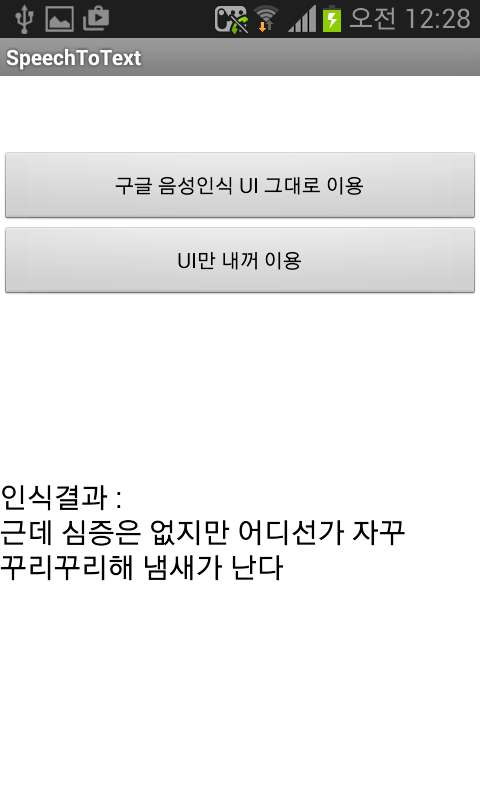 오전 12:28
SpeechToText
구글 음성인식 UI 그대로 이용
UI만 내꺼 이용
인식결과 :
근데 심증은 없지만 어디선가 자꾸
꾸리꾸리해 냄새가 난다